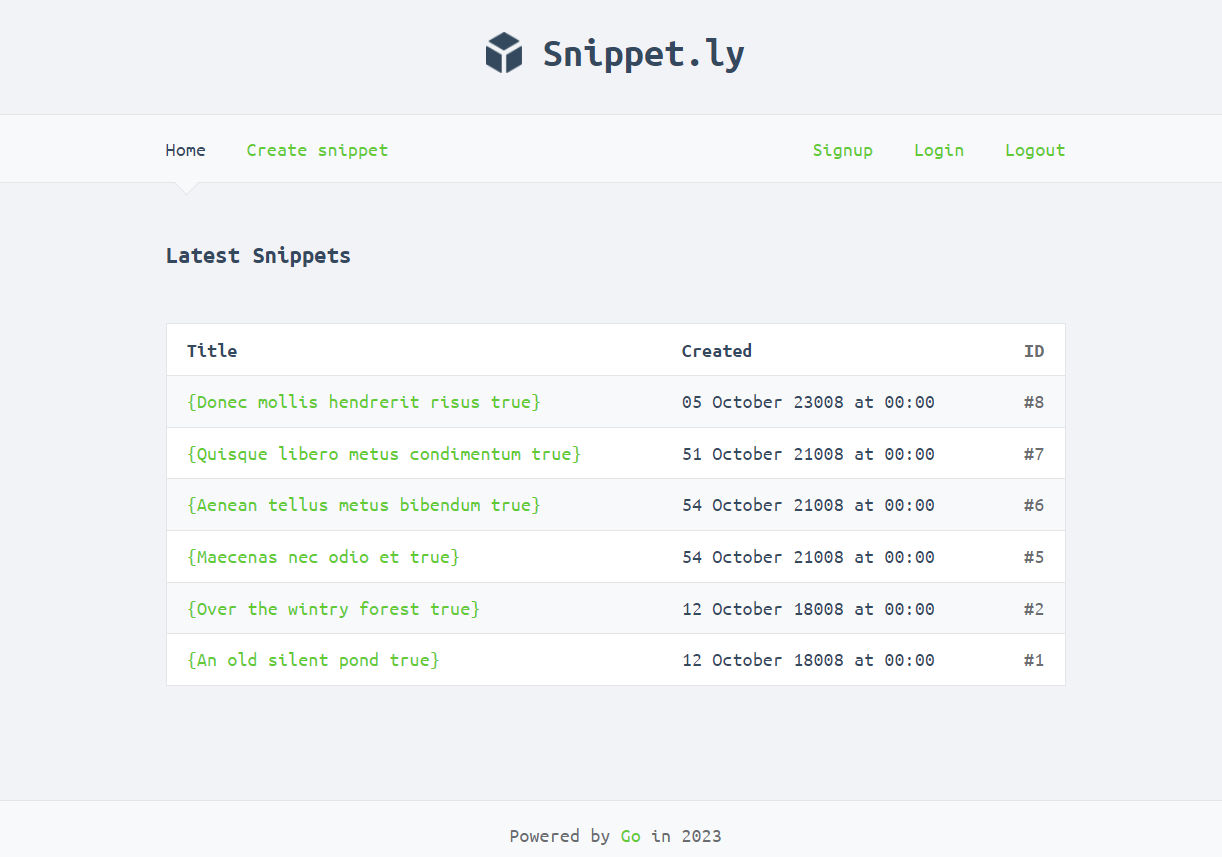 Snippet.ly
Home Create snippet Signup Login Logout
Latest Snippets
Title Created ID
{Donec mollis hendrerit risus true} 05 October 23008 at 00:00 #8
{Quisque libero metus condimentum true} 51 October 21008 at 00:00 #7
{Aenean tellus metus bibendum true} 54 October 21008 at 00:00 #6
{Maecenas nec odio et true} 54 October 21008 at 00:00 #5
{Over the wintry forest true} 12 October 18008 at 00:00 #2
{An old silent pond true} 12 October 18008 at 00:00 #1
Powered by Go in 2023